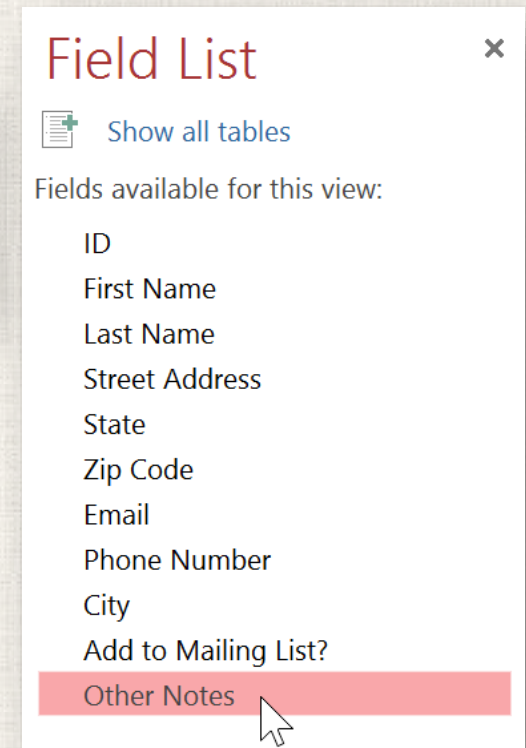 Field List
Show all tables
Fields available for this view:
ID
First Name
Last Name
Street Address
State
Zip Code
Email
Phone Number
City
Add to Mailing List?
Other Notes